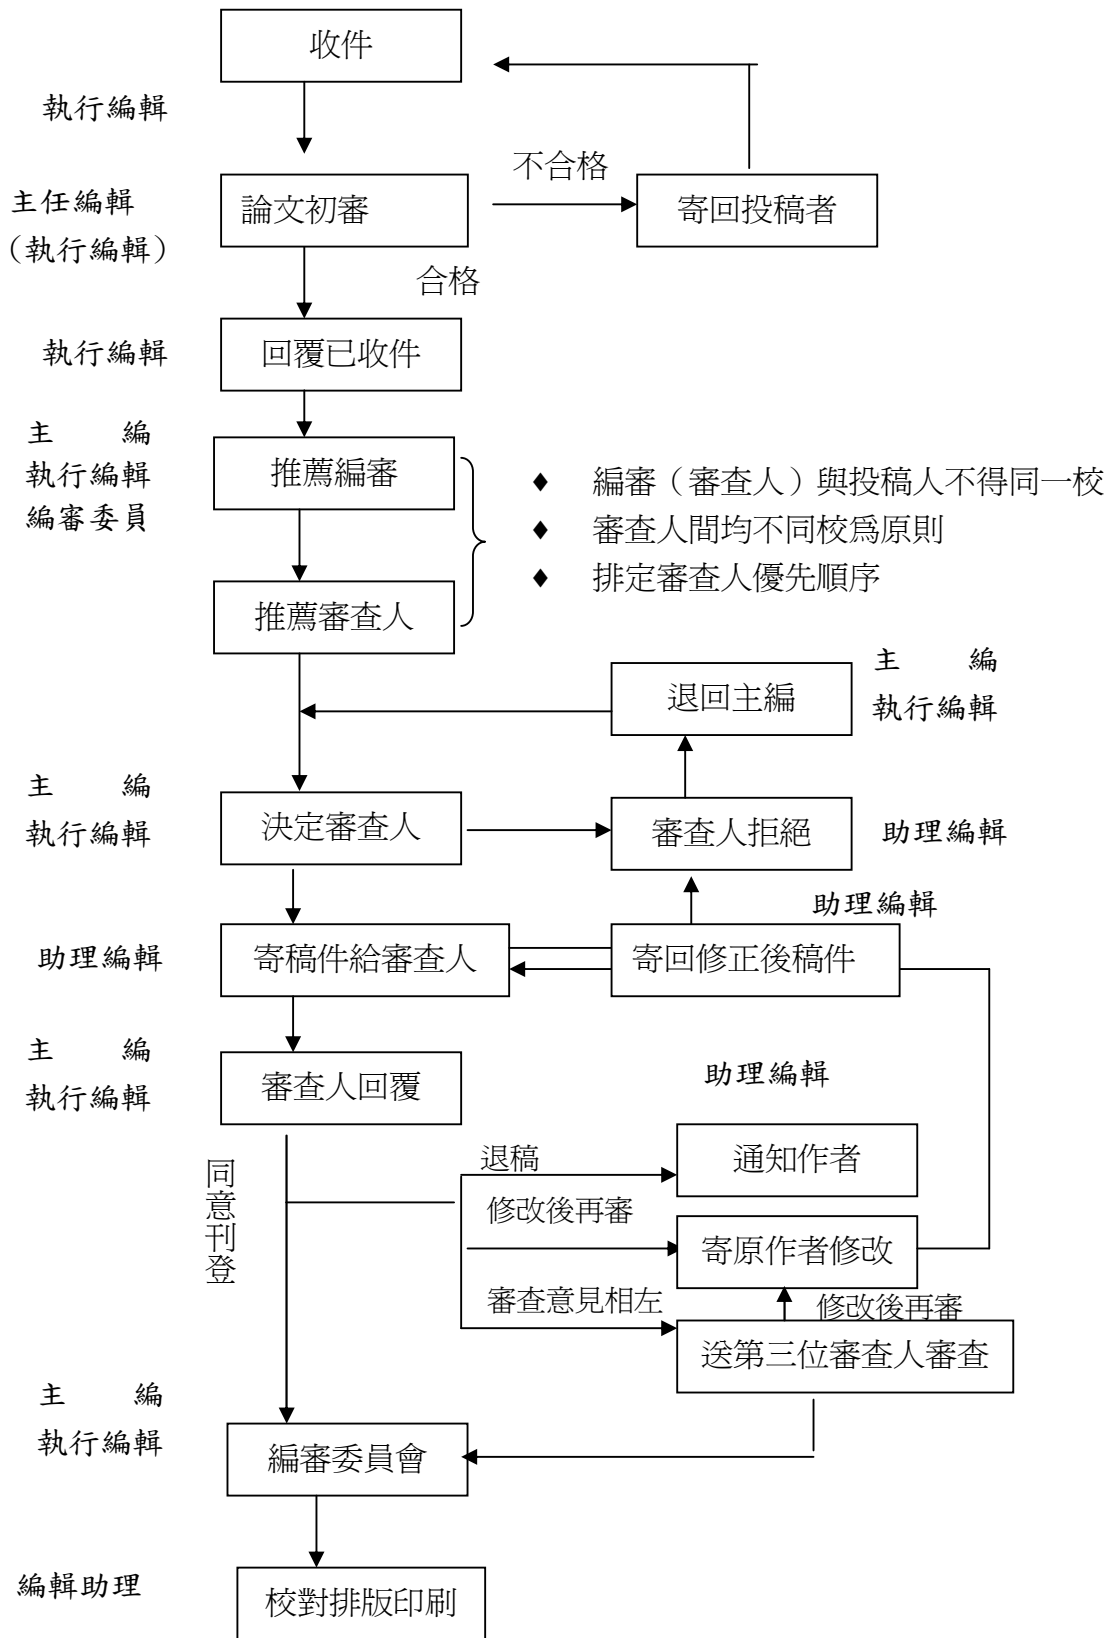 收件
執行編輯
不合格
主任編輯
(執行編輯)
論文初審
寄回投稿者
合格
執行編輯
回覆已收件
主 編
執行編輯
編審委員
推薦編審
♦ 編審(審查人)與投稿人不得同一校
♦ 審查人間均不同校為原則
♦ 排定審查人優先順序
推薦審查人
主 編
執行編輯
退回主編
主 編
執行編輯
決定審查人
審查人拒絕
助理編輯
助理編輯
助理編輯
寄稿件給審查人
寄回修正後稿件
主 編
執行編輯
審查人回覆
助理編輯
同意刊登
退稿
通知作者
修改後再審
寄原作者修改
審查意見相左
修改後再審
送第三位審查人審查
主 編
執行編輯
編審委員會
編輯助理
校對排版印刷